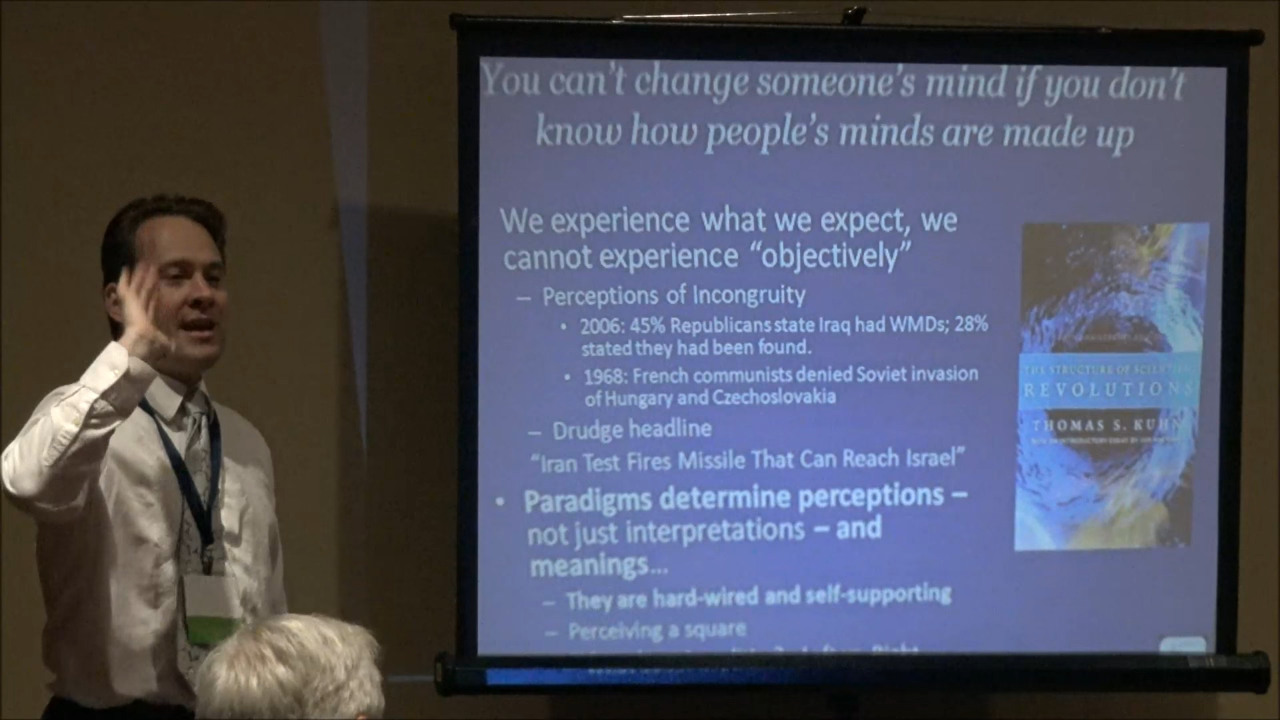 You can't change someone's mind if you don't
know how people's minds are made up
We experience what we expect, we
cannot experience "objectively"
– Perceptions of Incongruity
• 2006: 45% Republicans state Iraq had WMDs; 28%
stated they had been found.
• 1968: French communists denied Soviet invasion
of Hungary and Czechoslovakia
– Drudge headline
"Iran Test Fires Missile That Can Reach Israel"
• Paradigms determine perceptions –
not just interpretations – and
meanings...
– They are hard-wired and self-supporting
– Perceiving a square
THE STRUCTURE OF SCIENTIFIC
REVOLUTIONS
THOMAS S. KUHN